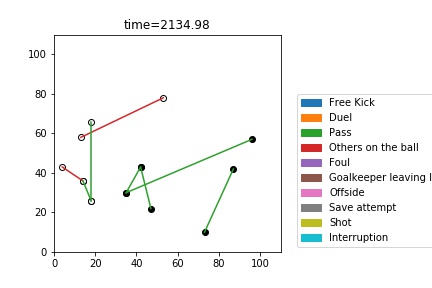 time=2134.98
100
80
60
40
20
0
0 20 40 60 80 100
Free Kick
Duel
Pass
Others on the ball
Foul
Goalkeeper leaving l
Offside
Save attempt
Shot
Interruption